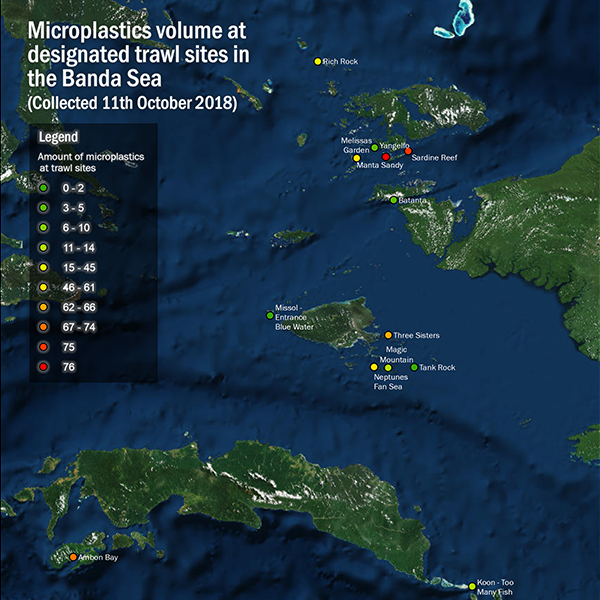 Microplastics volume at
designated trawl sites in
the Banda Sea
(Collected 11th October 2018)
Legend
Amount of microplastics
at trawl sites
0 - 2
3 - 5
6 - 10
11 - 14
15 - 45
46 - 61
62 - 66
67 - 74
75
76
Rich Rock
Melissas
Garden
Yangelfo
Manta Sandy
Sardine Reef
Batanta
Missol -
Entrance
Blue Water
Three Sisters
Magic
Mountain
Tank Rock
Neptunes
Fan Sea
Ambon Bay
Koon - Too
Many Fish